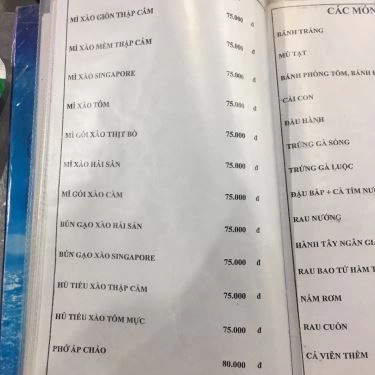 MÌ XÀO GIÒN THẬP CẨM 75.000 đ
MÌ XÀO MỀM THẬP CẨM 75.000 đ
MÌ XÀO SINGAPORE 75.000 đ
MÌ XÀO TÔM 75.000 đ
MÌ GÓI XÀO THỊT BÒ 75.000 đ
MÌ XÀO HẢI SẢN 75.000 đ
MÌ GÓI XÀO CẦM 75.000 đ
BÚN GẠO XÀO HẢI SẢN 75.000 đ
BÚN GẠO XÀO SINGAPORE 75.000 đ
HỦ TIẾU XÀO THẬP CẨM 75.000 đ
HỦ TIẾU XÀO TÔM MỰC 75.000 đ
PHỞ ÁP CHẢO 80.000 đ
CÁC MÓN
BÁNH TRÁNG
MÙ TẠT
BÁNH PHỒNG TÔM, BÁNH
CẢI CON
ĐẦU HÀNH
TRỨNG GÀ SỐNG
TRỨNG GÀ LUỘC
ĐẬU BẮP + CÀ TÍM
RAU NƯỚNG
HÀNH TÂY NGÂN
RAU BAO TỬ HẦM
NẤM RƠM
RAU CUỐN
CÁ VIÊN THÊM